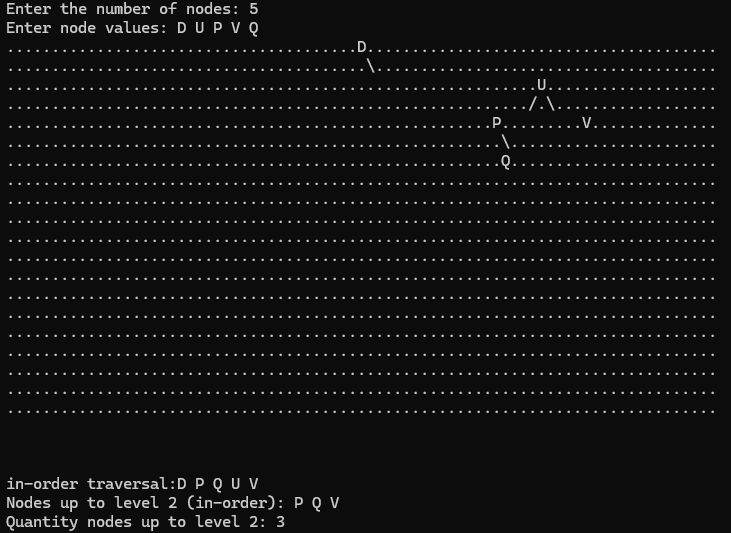 Enter the number of nodes: 5
Enter node values: D U P V Q
.......................................D.......................................
........................................\......................................
...........................................................U...................
........................................................../.\..................
......................................................P.........V..............
.......................................................\.......................
.......................................................Q.......................
...............................................................................
...............................................................................
...............................................................................
...............................................................................
...............................................................................
...............................................................................
...............................................................................
...............................................................................
...............................................................................
...............................................................................
...............................................................................
...............................................................................
...............................................................................
in-order traversal:D P Q U V
Nodes up to level 2 (in-order): P Q V
Quantity nodes up to level 2: 3